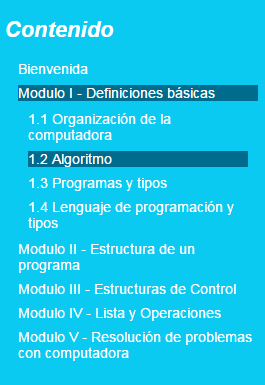 Contenido
Bienvenida
Modulo I - Definiciones básicas
1.1 Organización de la
computadora
1.2 Algoritmo
1.3 Programas y tipos
1.4 Lenguaje de programación y
tipos
Modulo II - Estructura de un
programa
Modulo III - Estructuras de Control
Modulo IV - Lista y Operaciones
Modulo V - Resolución de problemas
con computadora